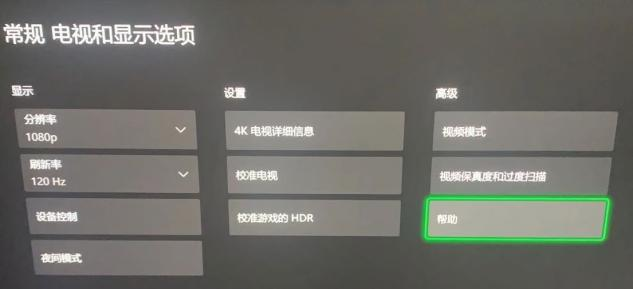 常规 电视和显示选项
显示
分辨率
1080p
刷新率
120 Hz
设备控制
夜间模式
设置
4K 电视详细信息
校准电视
校准游戏的 HDR
高级
视频模式
视频保真度和过度扫描
帮助